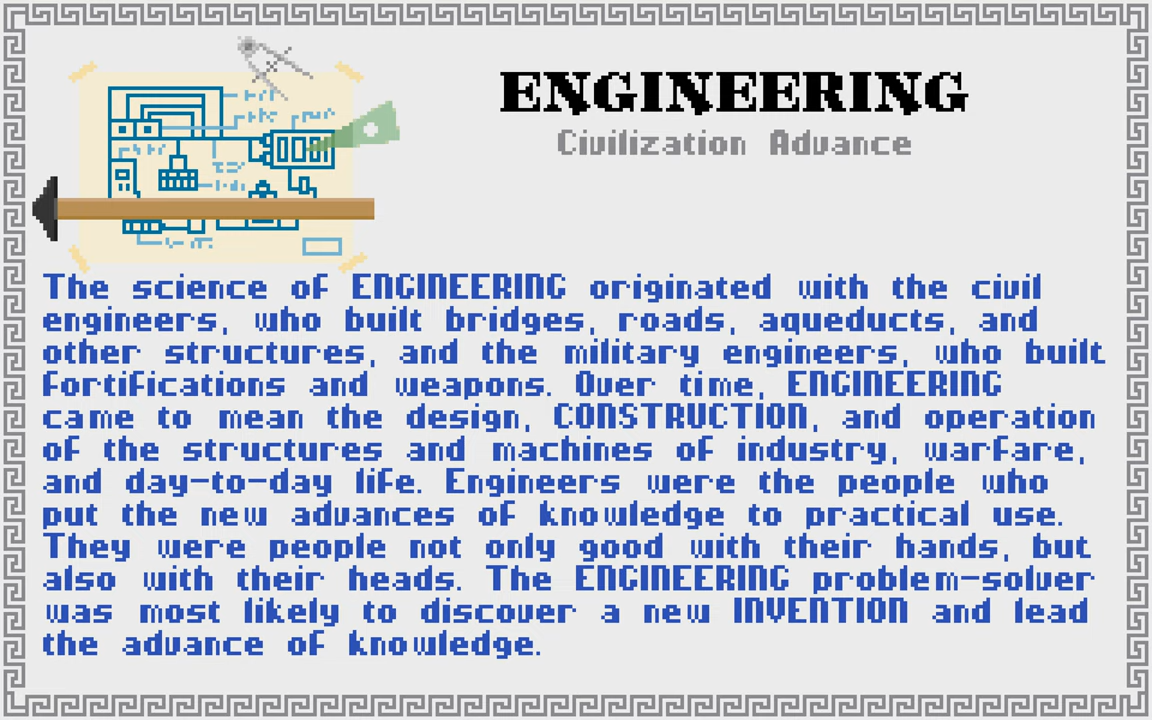 ENGINEERING
Civilization Advance
The science of ENGINEERING originated with the civil
engineers, who built bridges, roads, aqueducts, and
other structures, and the military engineers, who built
fortifications and weapons. Over time, ENGINEERING
came to mean the design, CONSTRUCTION, and operation
of the structures and machines of industry, warfare,
and day-to-day life. Engineers were the people who
put the new advances of knowledge to practical use.
They were people not only good with their hands, but
also with their heads. The ENGINEERING problem-solver
was most likely to discover a new INVENTION and lead
the advance of knowledge.